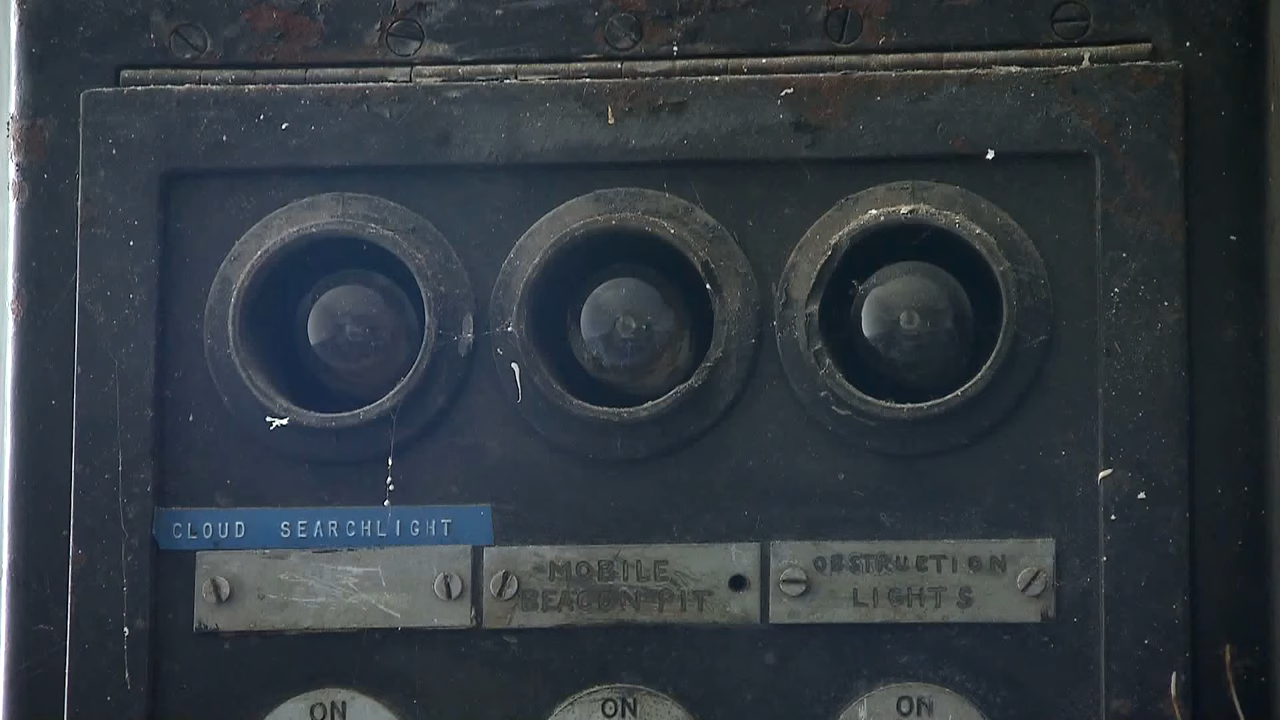 CLOUD SEARCHLIGHT
MOBILE
BEACON PIT
OBSTRUCTION
LIGHTS
ON
ON
ON